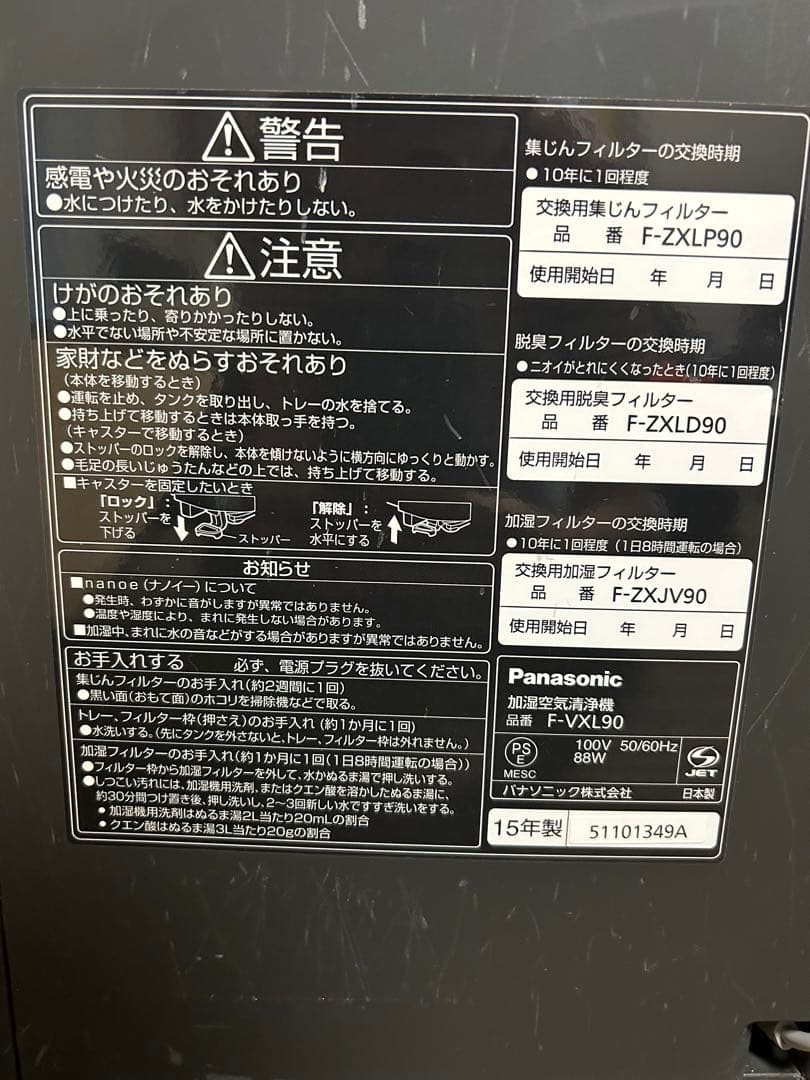 警告
感電や火災のおそれあり
●水につけたり、水をかけたりしない。
注意
けがのおそれあり
●上に乗ったり、寄りかかったりしない。
●水平でない場所や不安定な場所に置かない。
家財などをぬらすおそれあり
(本体を移動するとき)
●運転を止め、タンクを取り出し、トレーの水を捨てる。
●持ち上げて移動するときは本体取っ手を持つ。
(キャスターで移動するとき)
●ストッパーのロックを解除し、本体を傾けないように横方向にゆっくりと動かす。
●毛足の長いじゅうたんなどの上では、持ち上げて移動する。
■キャスターを固定したいとき
「ロック」:
ストッパーを
下げる
ストッパー
「解除」:
ストッパーを
水平にする
お知らせ
■nanoe(ナノイー)について
●発生時、わずかに音がしますが異常ではありません。
●温度や湿度により、まれに発生しない場合があります。
■加湿中、まれに水の音などがする場合がありますが異常ではありません。
お手入れする 必ず、電源プラグを抜いてください。
集じんフィルターのお手入れ(約2週間に1回)
●黒い面(おもて面)のホコリを掃除機などで取る。
トレー、フィルター枠(押さえ)のお手入れ(約1か月に1回)
●水洗いする。(先にタンクを外さないと、トレー、フィルター枠は外れません。)
加湿フィルターのお手入れ(約1か月に1回(1日8時間運転の場合))
●フィルター枠から加湿フィルターを外して、水かぬるま湯で押し洗いする。
●しつこい汚れには、加湿機用洗剤、またはクエン酸を溶かしたぬるま湯に、
約30分間つけ置き後、押し洗いし、2~3回新しい水ですすぎ洗いをする。
• 加湿機用洗剤はぬるま湯2L当たり20mLの割合
• クエン酸はぬるま湯3L当たり20gの割合
集じんフィルターの交換時期
●10年に1回程度
交換用集じんフィルター
品 番 F-ZXLP90
使用開始日 年 月 日
脱臭フィルターの交換時期
●ニオイがとれにくくなったとき(10年に1回程度)
交換用脱臭フィルター
品 番 F-ZXLD90
使用開始日 年 月 日
加湿フィルターの交換時期
●10年に1回程度(1日8時間運転の場合)
交換用加湿フィルター
品 番 F-ZXJV90
使用開始日 年 月 日
Panasonic
加湿空気清浄機
品番 F-VXL90
PS
E
MESC
100V 50/60Hz
88W
JET
パナソニック株式会社 日本製
15年製 51101349A